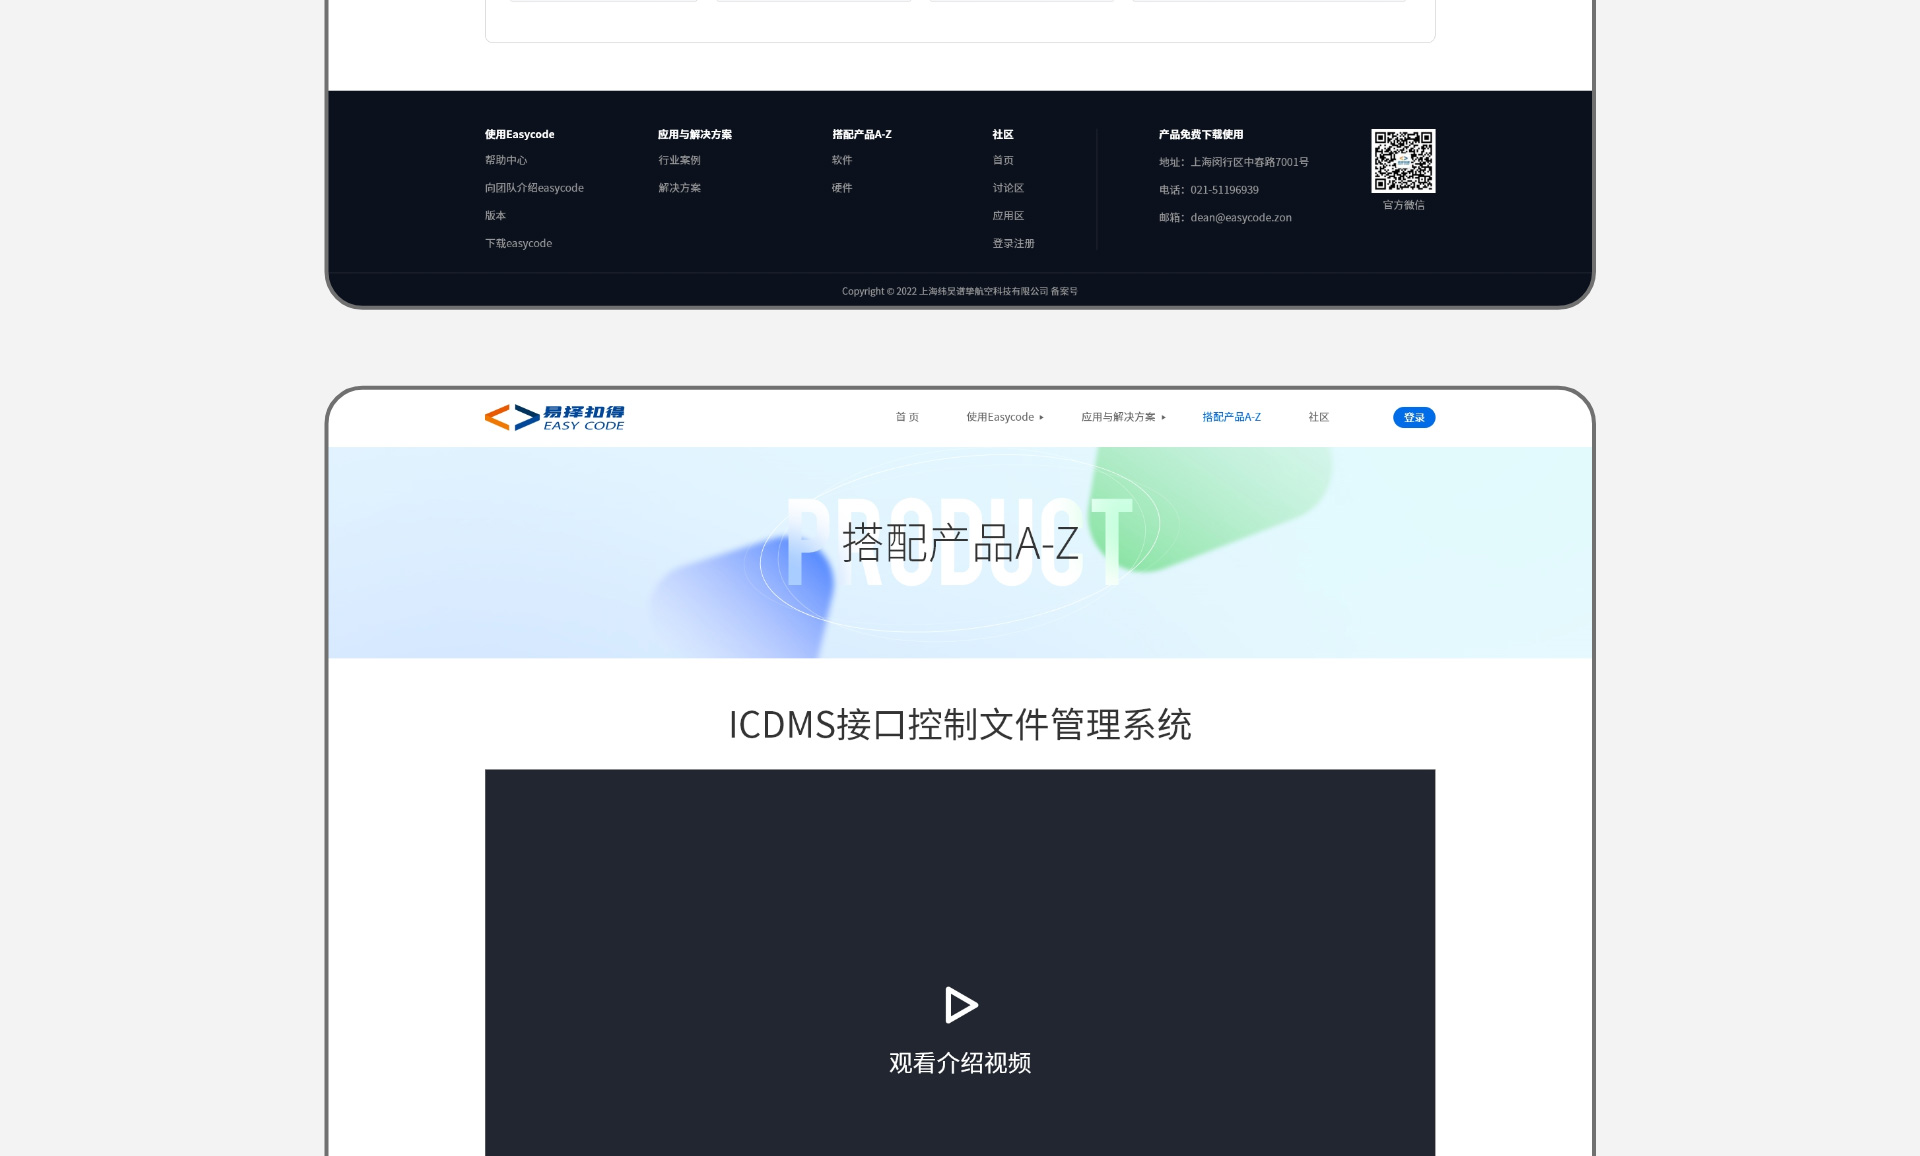 使用Easycode
帮助中心
向团队介绍easycode
版本
下载easycode
应用与解决方案
行业案例
解决方案
搭配产品A-Z
软件
硬件
社区
首页
讨论区
应用区
登录注册
产品免费下载使用
地址：上海闵行区中春路7001号
电话：021-51196939
邮箱：dean@easycode.zon
官方微信
Copyright © 2022 上海纬昊谱挚航空科技有限公司 备案号
易择扣得
EASY CODE
首 页
使用Easycode
应用与解决方案
搭配产品A-Z
社区
登录
PRODUCT
搭配产品A-Z
ICDMS接口控制文件管理系统
观看介绍视频